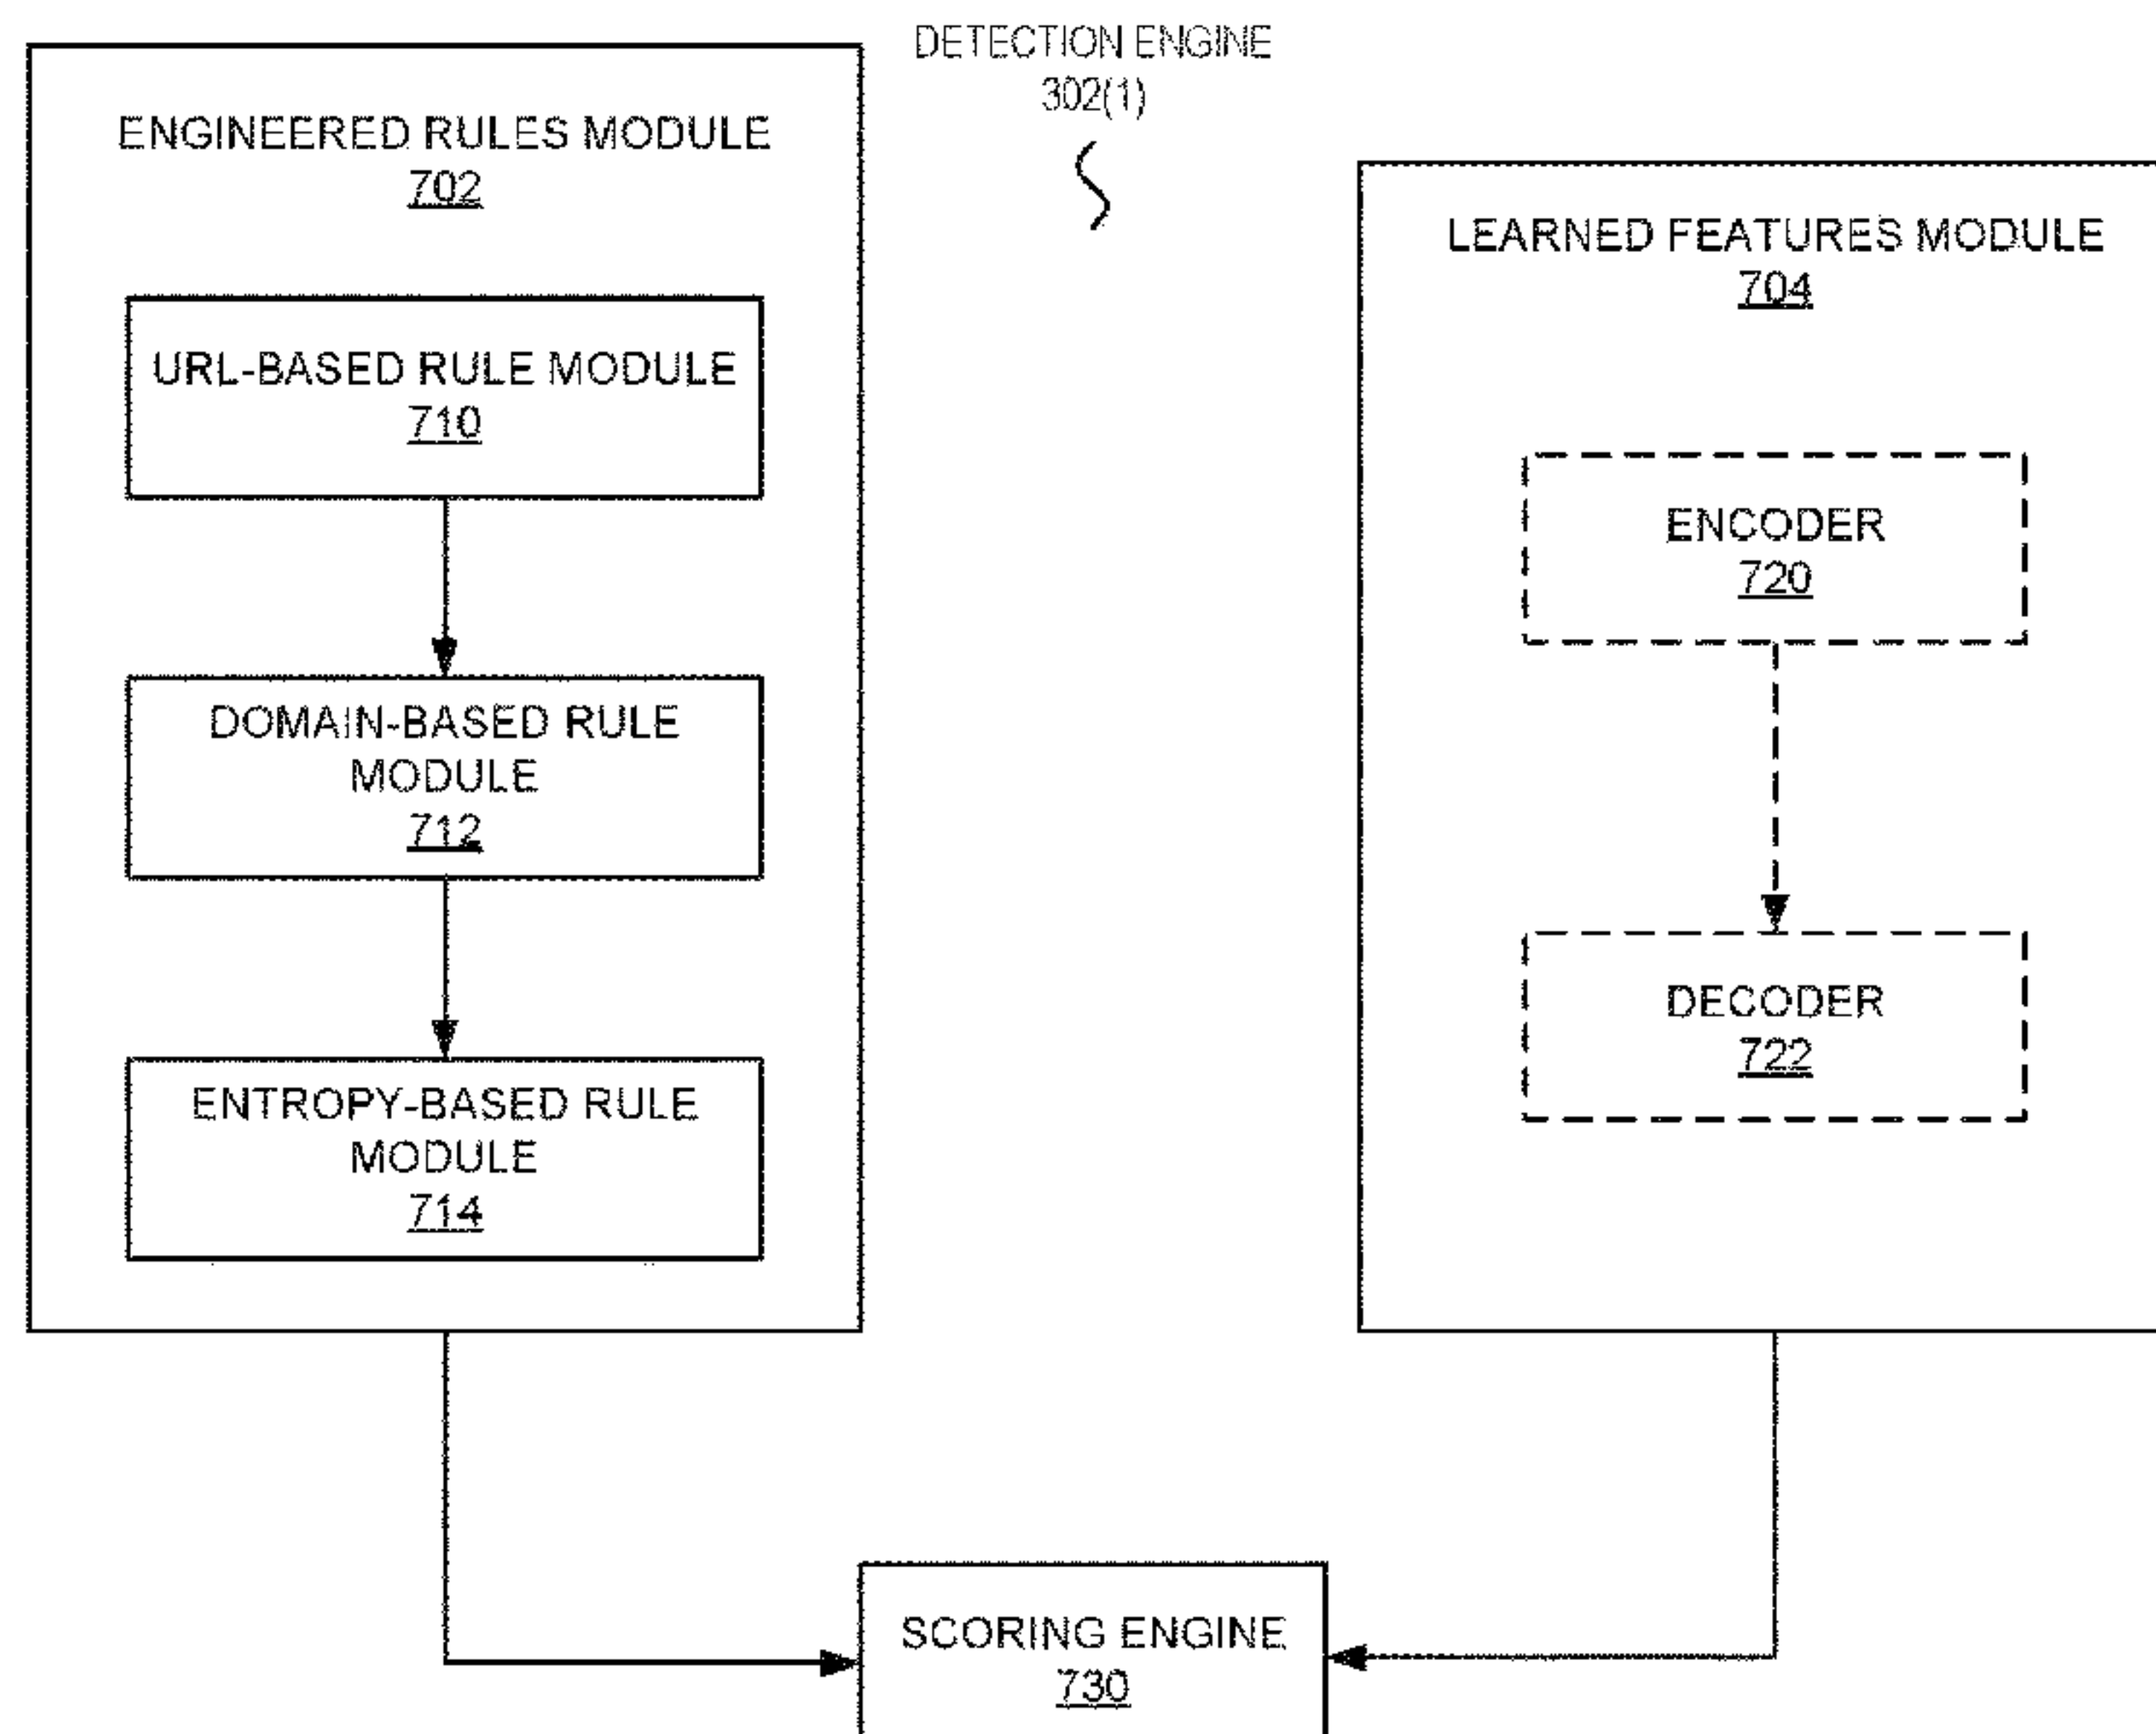 DETECTION ENGINE
302(1)
ENGINEERED RULES MODULE
702
URL-BASED RULE MODULE
710
DOMAIN-BASED RULE
MODULE
712
ENTROPY-BASED RULE
MODULE
714
LEARNED FEATURES MODULE
704
ENCODER
720
DECODER
722
SCORING ENGINE
730